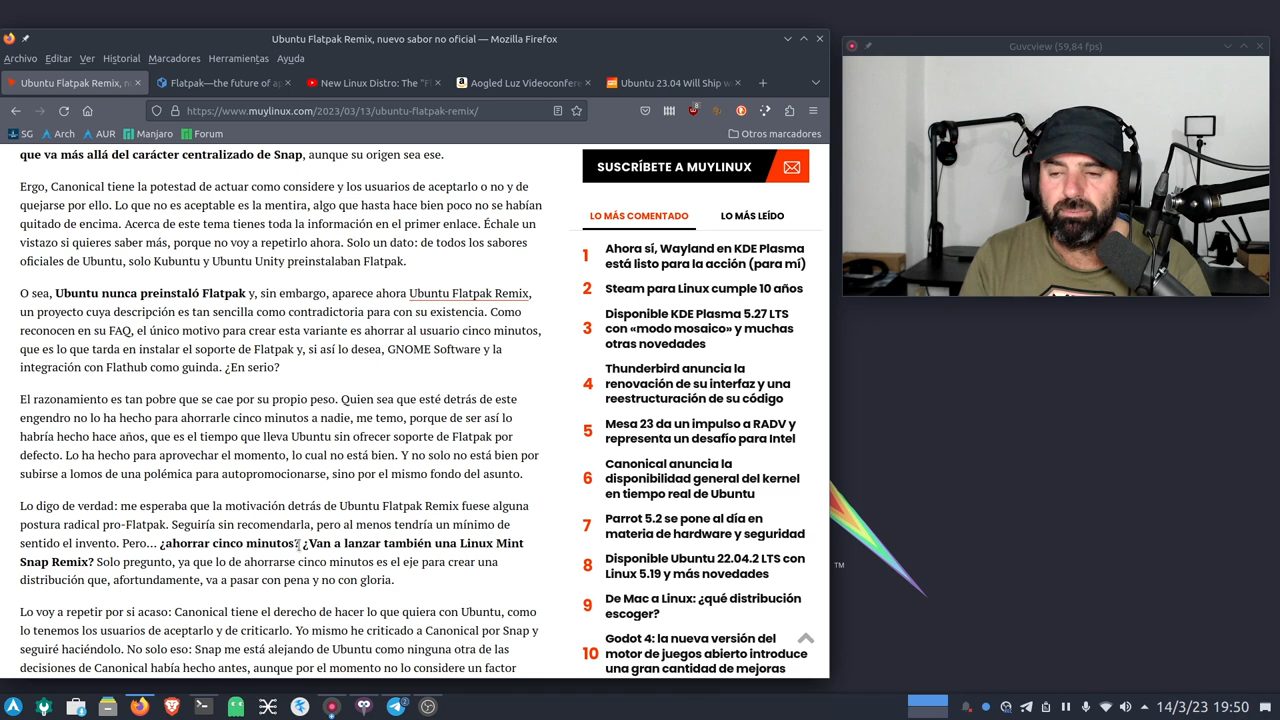 Ubuntu Flatpak Remix, nuevo sabor no oficial — Mozilla Firefox
Archivo Editar Ver Historial Marcadores Herramientas Ayuda
Ubuntu Flatpak Remix, n
Flatpak—the future of ap
New Linux Distro: The "Fl
Aogled Luz Videoconfere
Ubuntu 23.04 Will Ship w
https://www.muylinux.com/2023/03/13/ubuntu-flatpak-remix/
8
SG Arch AUR Manjaro Forum Otros marcadores
que va más allá del carácter centralizado de Snap, aunque su origen sea ese.
Ergo, Canonical tiene la potestad de actuar como considere y los usuarios de aceptarlo o no y de
quejarse por ello. Lo que no es aceptable es la mentira, algo que hasta hace bien poco no se habían
quitado de encima. Acerca de este tema tienes toda la información en el primer enlace. Échale un
vistazo si quieres saber más, porque no voy a repetirlo ahora. Solo un dato: de todos los sabores
oficiales de Ubuntu, solo Kubuntu y Ubuntu Unity preinstalaban Flatpak.
O sea, Ubuntu nunca preinstaló Flatpak y, sin embargo, aparece ahora Ubuntu Flatpak Remix,
un proyecto cuya descripción es tan sencilla como contradictoria para con su existencia. Como
reconocen en su FAQ, el único motivo para crear esta variante es ahorrar al usuario cinco minutos,
que es lo que tarda en instalar el soporte de Flatpak y, si así lo desea, GNOME Software y la
integración con Flathub como guinda. ¿En serio?
El razonamiento es tan pobre que se cae por su propio peso. Quien sea que esté detrás de este
engendro no lo ha hecho para ahorrarle cinco minutos a nadie, me temo, porque de ser así lo
habría hecho hace años, que es el tiempo que lleva Ubuntu sin ofrecer soporte de Flatpak por
defecto. Lo ha hecho para aprovechar el momento, lo cual no está bien. Y no solo no está bien por
subirse a lomos de una polémica para autopromocionarse, sino por el mismo fondo del asunto.
Lo digo de verdad: me esperaba que la motivación detrás de Ubuntu Flatpak Remix fuese alguna
postura radical pro-Flatpak. Seguiría sin recomendarla, pero al menos tendría un mínimo de
sentido el invento. Pero… ¿ahorrar cinco minutos? ¿Van a lanzar también una Linux Mint
Snap Remix? Solo pregunto, ya que lo de ahorrarse cinco minutos es el eje para crear una
distribución que, afortundamente, va a pasar con pena y no con gloria.
Lo voy a repetir por si acaso: Canonical tiene el derecho de hacer lo que quiera con Ubuntu, como
lo tenemos los usuarios de aceptarlo y de criticarlo. Yo mismo he criticado a Canonical por Snap y
seguiré haciéndolo. No solo eso: Snap me está alejando de Ubuntu como ninguna otra de las
decisiones de Canonical había hecho antes, aunque por el momento no lo considero un factor
SUSCRÍBETE A MUYLINUX
LO MÁS COMENTADO LO MÁS LEÍDO
1 Ahora sí, Wayland en KDE Plasma
está listo para la acción (para mí)
2 Steam para Linux cumple 10 años
3 Disponible KDE Plasma 5.27 LTS
con «modo mosaico» y muchas
otras novedades
4 Thunderbird anuncia la
renovación de su interfaz y una
reestructuración de su código
5 Mesa 23 da un impulso a RADV y
representa un desafío para Intel
6 Canonical anuncia la
disponibilidad general del kernel
en tiempo real de Ubuntu
7 Parrot 5.2 se pone al día en
materia de hardware y seguridad
8 Disponible Ubuntu 22.04.2 LTS con
Linux 5.19 y más novedades
9 De Mac a Linux: ¿qué distribución
escoger?
10 Godot 4: la nueva versión del
motor de juegos abierto introduce
una gran cantidad de mejoras
Guvcview (59,84 fps)
TM
2
14/3/23 19:50